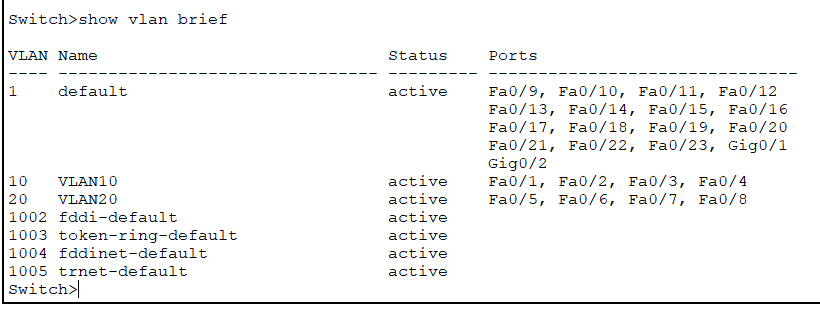 Switch>show vlan brief
VLAN Name                             Status    Ports
---- -------------------------------- --------- -------------------------------
1    default                          active    Fa0/9, Fa0/10, Fa0/11, Fa0/12
                                                Fa0/13, Fa0/14, Fa0/15, Fa0/16
                                                Fa0/17, Fa0/18, Fa0/19, Fa0/20
                                                Fa0/21, Fa0/22, Fa0/23, Gig0/1
                                                Gig0/2
10   VLAN10                           active    Fa0/1, Fa0/2, Fa0/3, Fa0/4
20   VLAN20                           active    Fa0/5, Fa0/6, Fa0/7, Fa0/8
1002 fddi-default                     active
1003 token-ring-default               active
1004 fddinet-default                  active
1005 trnet-default                    active
Switch>